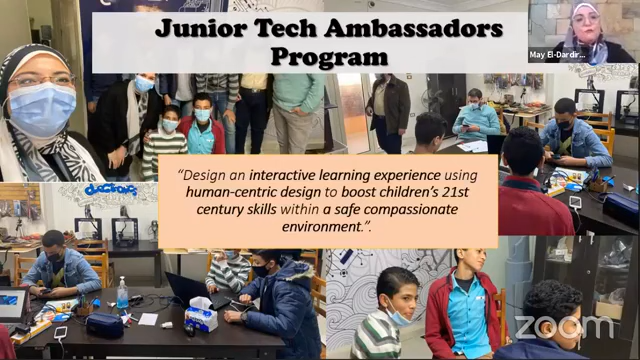 Junior Tech Ambassadors
Program
May El-Dardir...
“Design an interactive learning experience using
human-centric design to boost children’s 21st
century skills within a safe compassionate
environment.”.
zoom